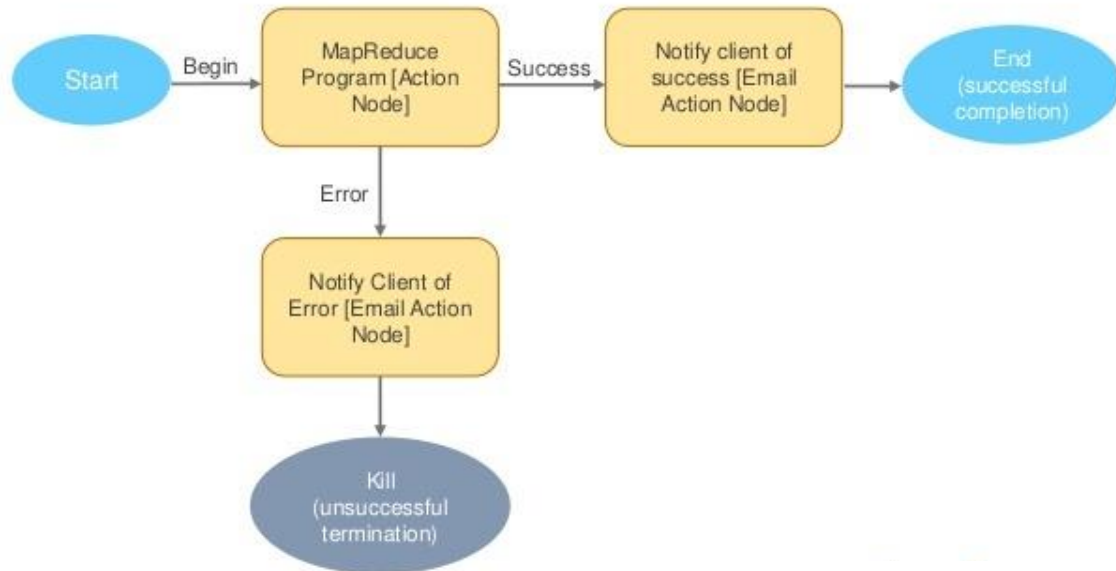 Start
Begin
MapReduce
Program [Action
Node]
Success
Notify client of
success [Email
Action Node]
End
(successful
completion)
Error
Notify Client of
Error [Email Action
Node]
Kill
(unsuccessful
termination)